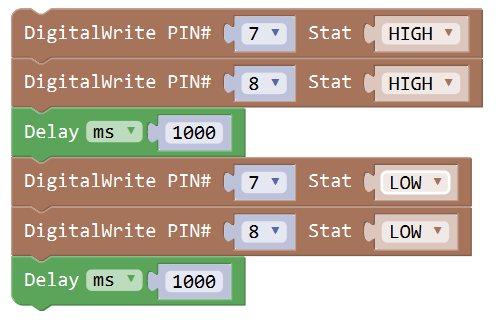 DigitalWrite PIN# 7 Stat HIGH
DigitalWrite PIN# 8 Stat HIGH
Delay ms 1000
DigitalWrite PIN# 7 Stat LOW
DigitalWrite PIN# 8 Stat LOW
Delay ms 1000